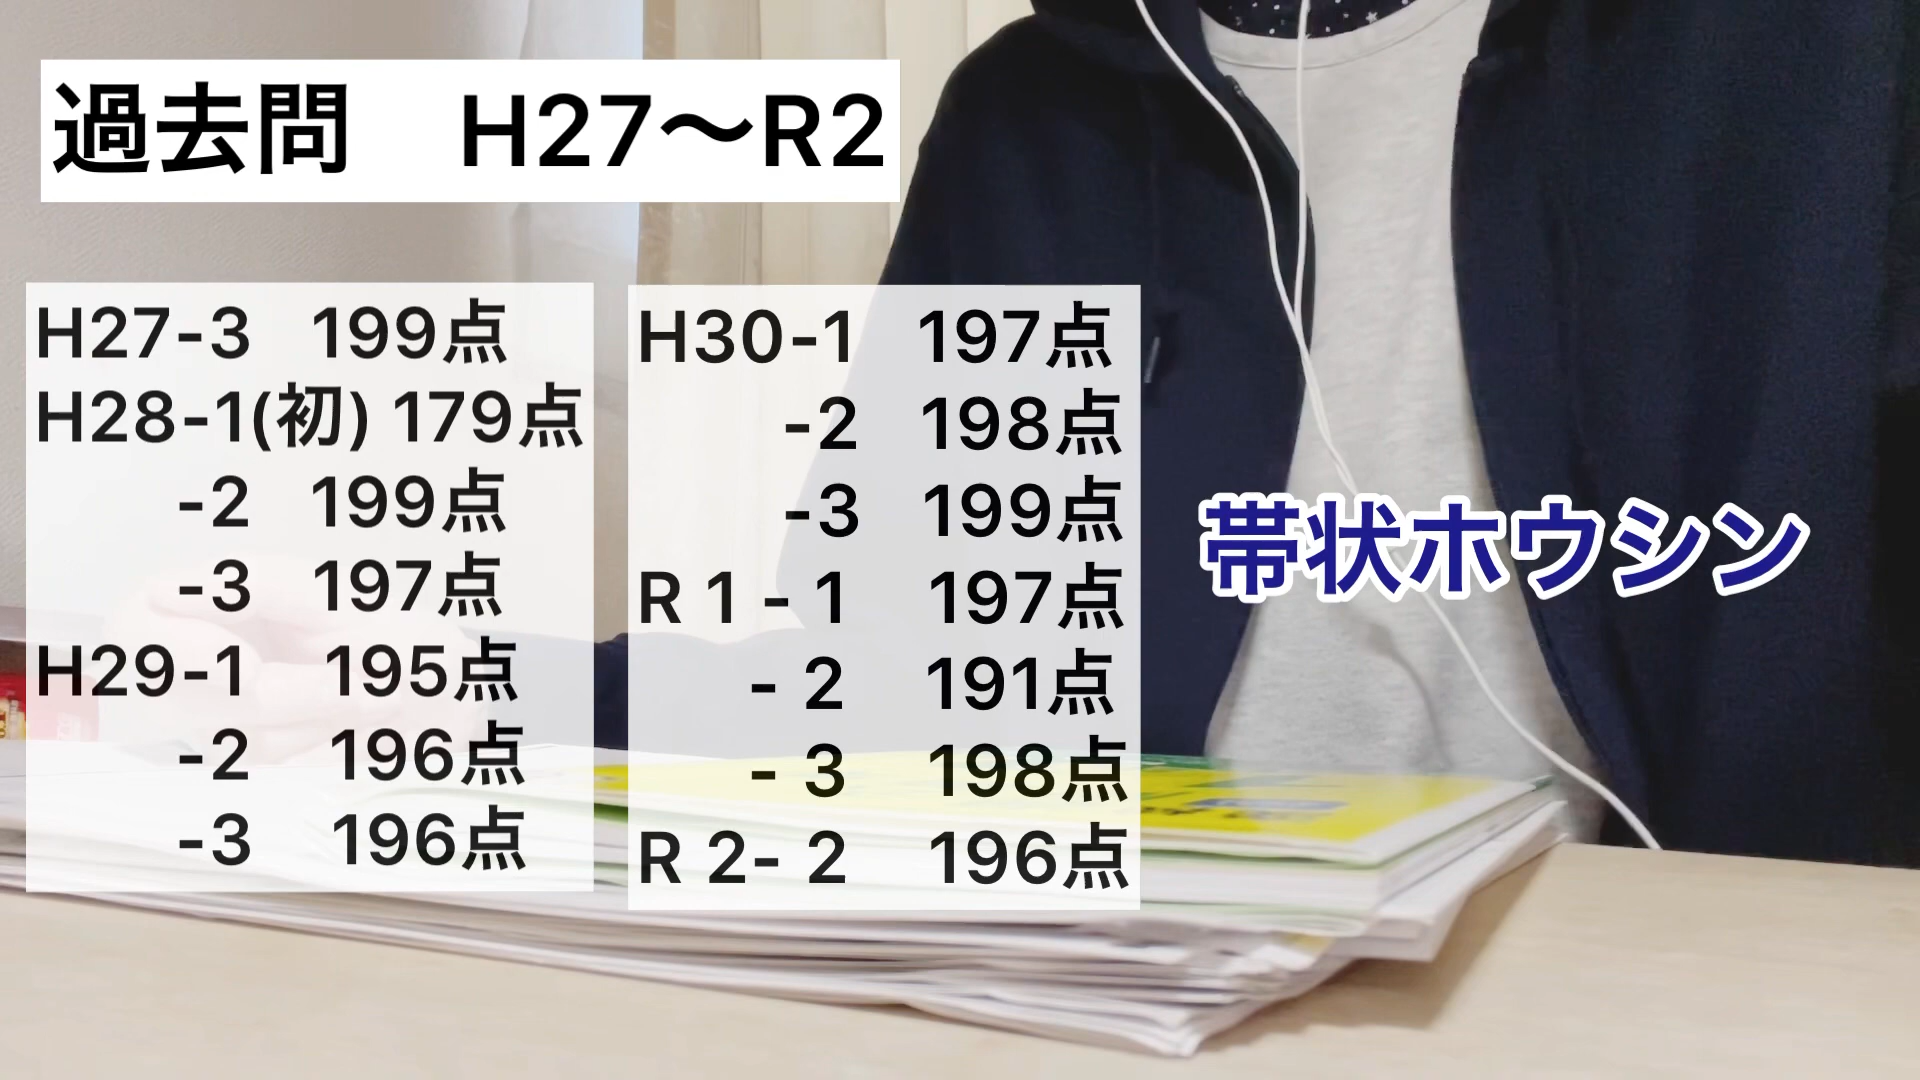 過去問　H27〜R2
H27-3 199点
H28-1(初) 179点
-2 199点
-3 197点
H29-1 195点
-2 196点
-3 196点
H30-1 197点
-2 198点
-3 199点
R 1 - 1 197点
- 2 191点
- 3 198点
R 2- 2 196点
帯状ホウシン